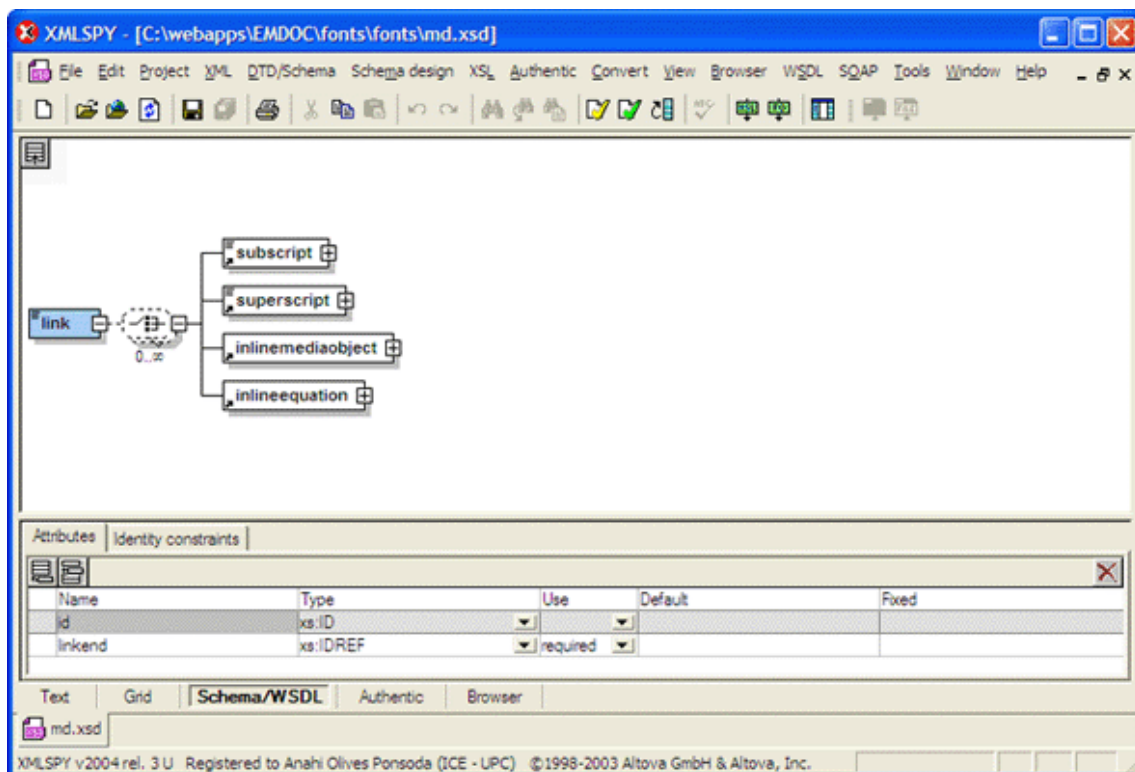 XMLSPY - [C:\webapps\EMDOC\fonts\fonts\md.xsd]
File Edit Project XML DTD/Schema Schema design XSL Authentic Convert View Browser WSDL SOAP Tools Window Help
subscript
superscript
link
0..∞
inlinemediaobject
inlineequation
Attributes Identity constraints
Name Type Use Default Fixed
id xs:ID
linkend xs:IDREF required
Text Grid Schema/WSDL Authentic Browser
md.xsd
XMLSPY v2004 rel. 3 U Registered to Anahi Olives Ponsoda (ICE - UPC) ©1998-2003 Altova GmbH & Altova, Inc.